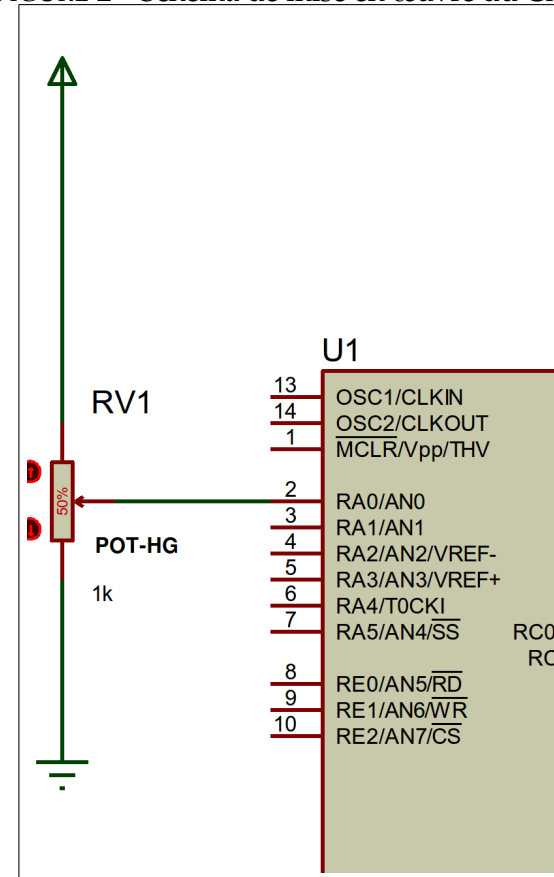 U1
RV1
50%
POT-HG
1k
13 OSC1/CLKIN
14 OSC2/CLKOUT
1 MCLR/Vpp/THV
2 RA0/AN0
3 RA1/AN1
4 RA2/AN2/VREF-
5 RA3/AN3/VREF+
6 RA4/T0CKI
7 RA5/AN4/SS
RC0
RC
8 RE0/AN5/RD
9 RE1/AN6/WR
10 RE2/AN7/CS